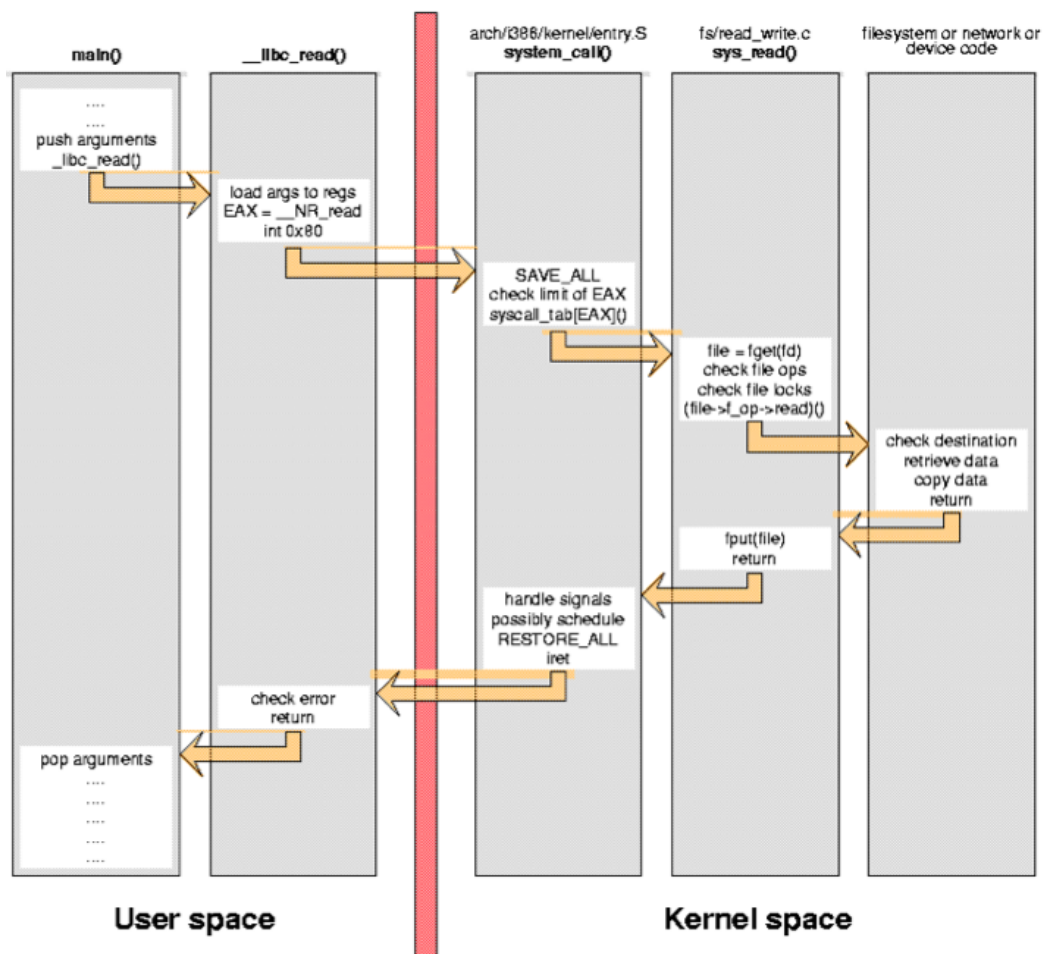 main()
__libc_read()
arch/i386/kernel/entry.S
system_call()
fs/read_write.c
sys_read()
filesystem or network or
device code
....
....
push arguments
_libc_read()
load args to regs
EAX = __NR_read
int 0x80
SAVE_ALL
check limit of EAX
syscall_tab[EAX]()
file = fget(fd)
check file ops
check file locks
(file->f_op->read)()
check destination
retrieve data
copy data
return
fput(file)
return
handle signals
possibly schedule
RESTORE_ALL
iret
check error
return
pop arguments
....
....
....
....
....
User space
Kernel space